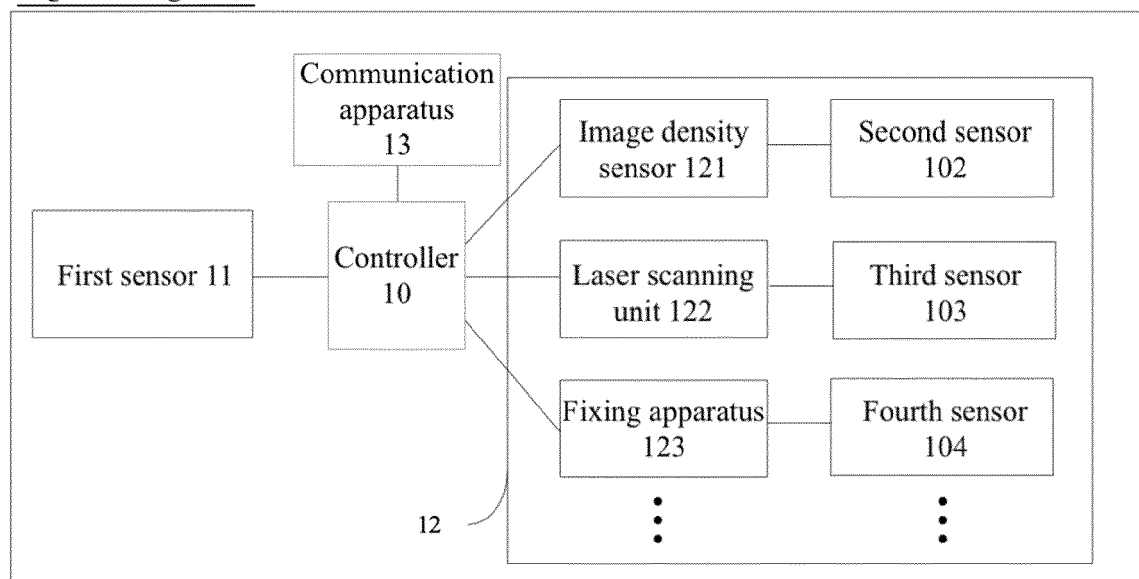 Communication
apparatus
13
Image density
sensor 121
Second sensor
102
First sensor 11
Controller
10
Laser scanning
unit 122
Third sensor
103
Fixing apparatus
123
Fourth sensor
104
12